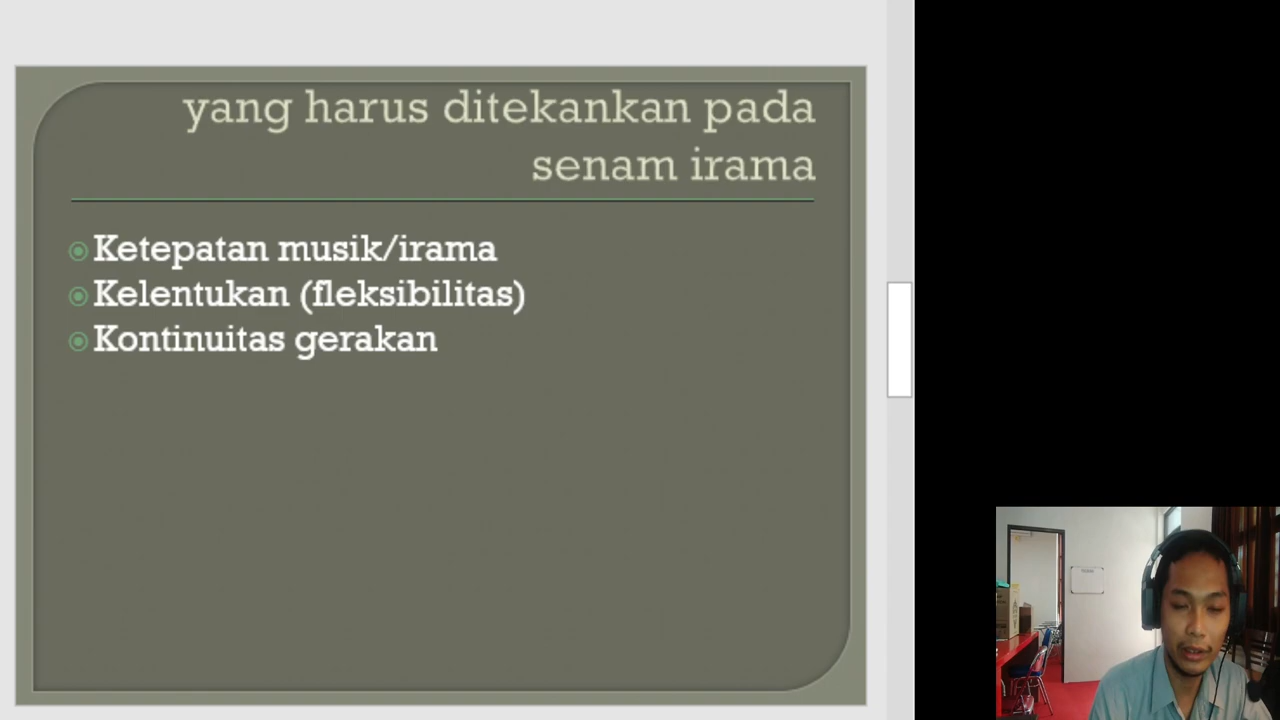 yang harus ditekankan pada
senam irama
Ketepatan musik/irama
Kelentukan (fleksibilitas)
Kontinuitas gerakan